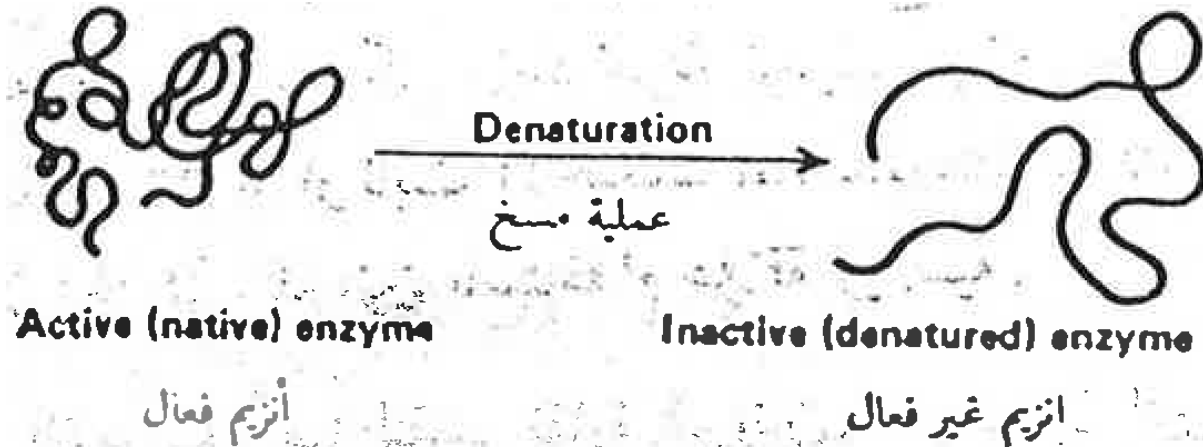 Denaturation
عملية مسخ
Active (native) enzyme
Inactive (denatured) enzyme
أنزيم فعال
انزيم غير فعال